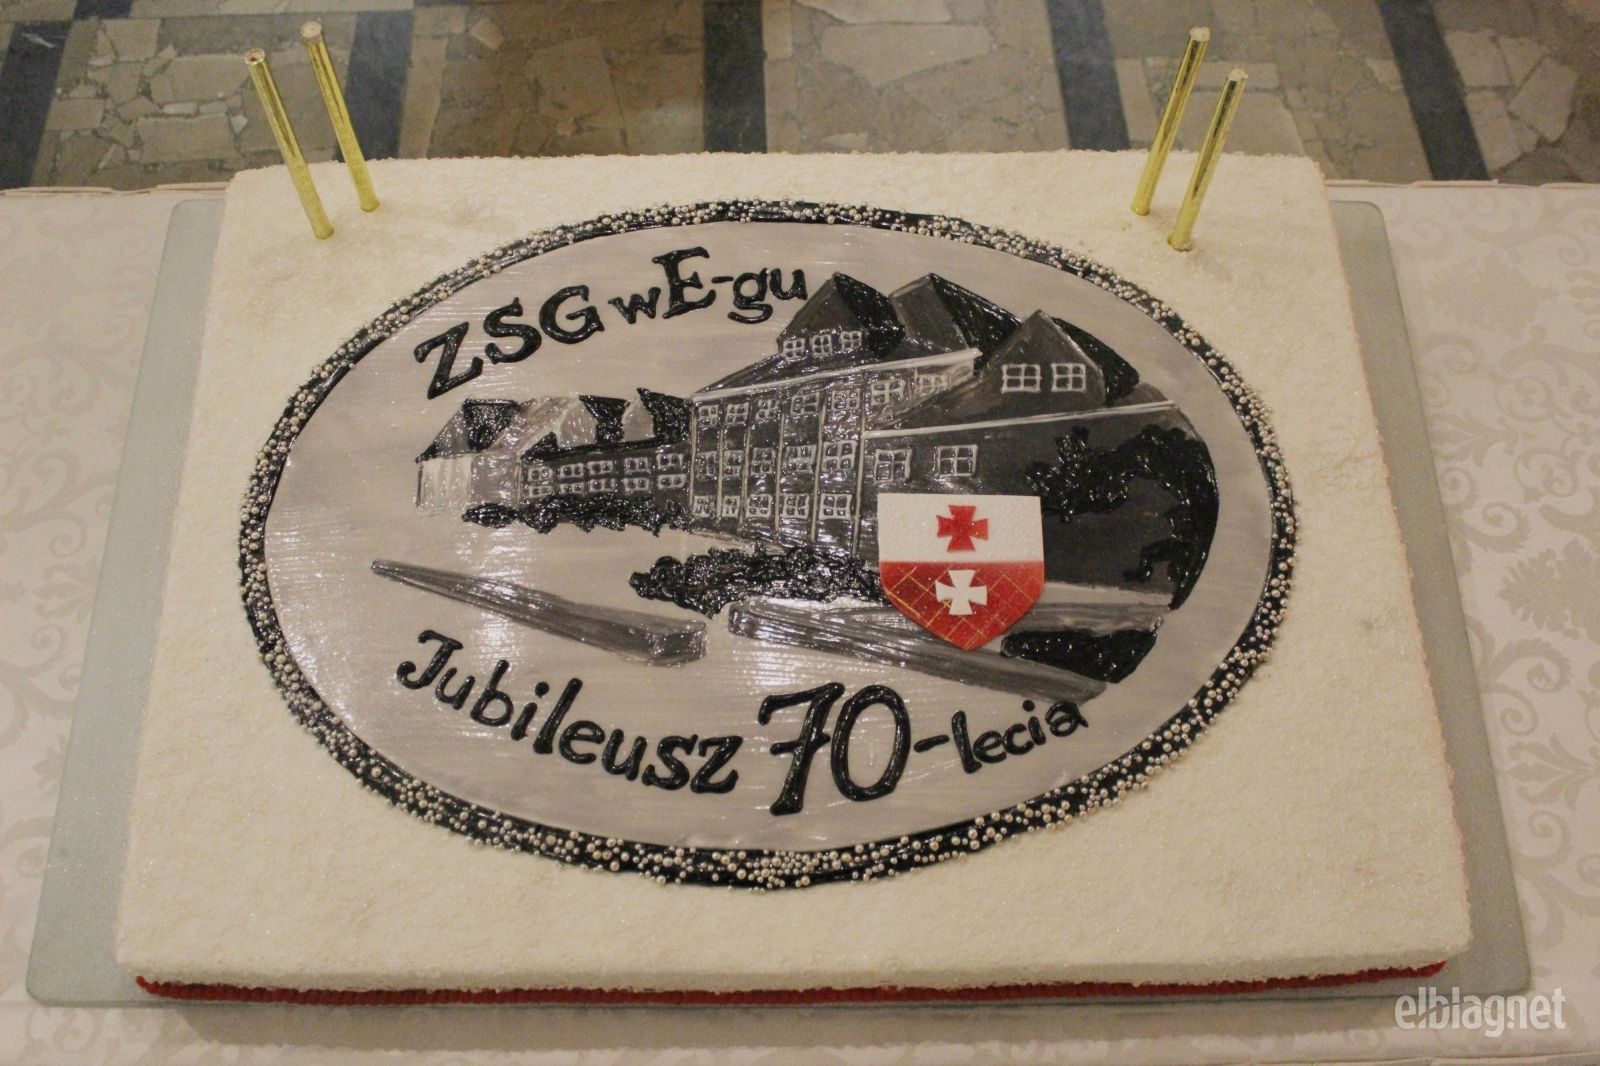 ZSG w E-gu
Jubileusz 70-lecia
elblag.net